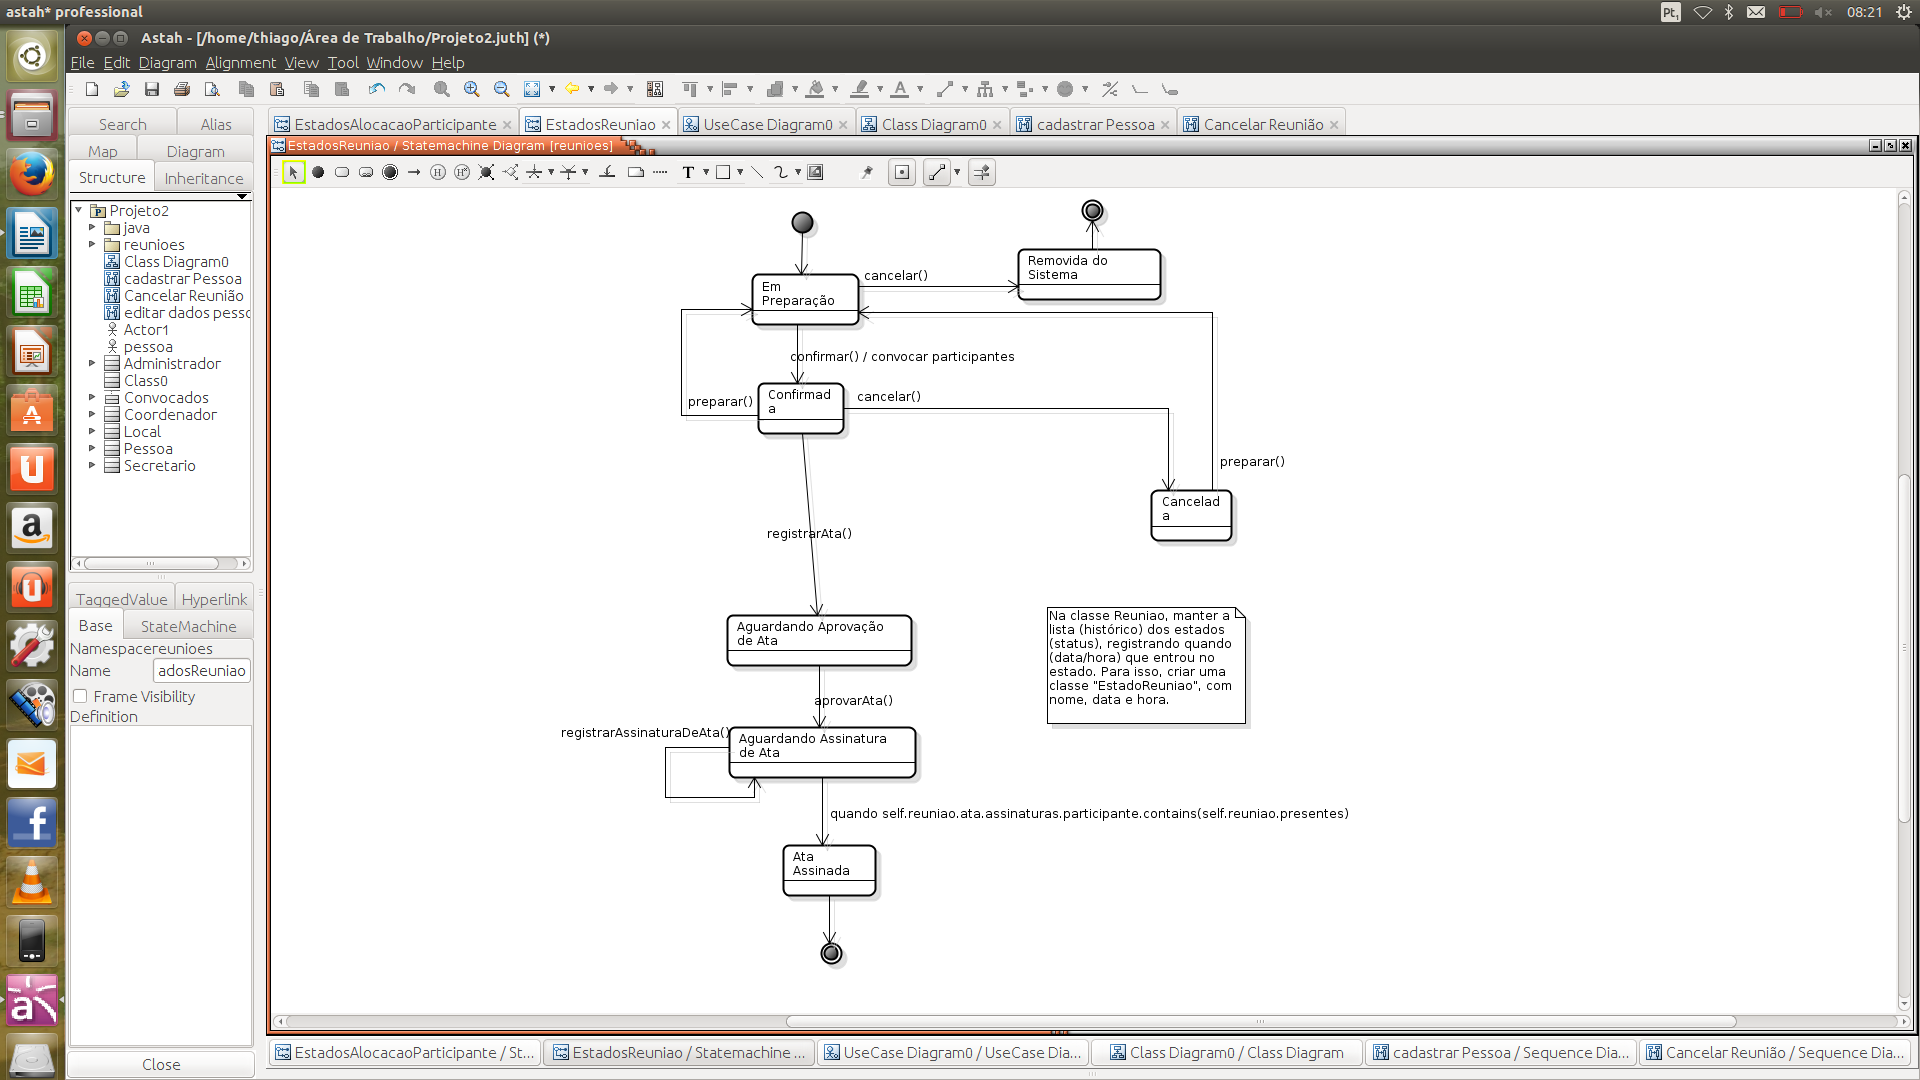 astah* professional
Pt1
08:21
Astah - [/home/thiago/Área de Trabalho/Projeto2.juth] (*)
File Edit Diagram Alignment View Tool Window Help
Search Alias
Map Diagram
Structure Inheritance
Projeto2
java
reunioes
Class Diagram0
cadastrar Pessoa
Cancelar Reunião
editar dados pesso
Actor1
pessoa
Administrador
Class0
Convocados
Coordenador
Local
Pessoa
Secretario
TaggedValue Hyperlink
Base StateMachine
Namespacereunioes
Name adosReuniao
Frame Visibility
Definition
Close
EstadosAlocacaoParticipante EstadosReuniao UseCase Diagram0 Class Diagram0 cadastrar Pessoa Cancelar Reunião
EstadosReuniao / Statemachine Diagram [reunioes]
T
Em
Preparação
cancelar()
Removida do
Sistema
confirmar() / convocar participantes
Confirmad
a
preparar()
cancelar()
preparar()
Cancelad
a
registrarAta()
Aguardando Aprovação
de Ata
Na classe Reuniao, manter a
lista (histórico) dos estados
(status), registrando quando
(data/hora) que entrou no
estado. Para isso, criar uma
classe "EstadoReuniao", com
nome, data e hora.
aprovarAta()
registrarAssinaturaDeAta()
Aguardando Assinatura
de Ata
quando self.reuniao.ata.assinaturas.participante.contains(self.reuniao.presentes)
Ata
Assinada
EstadosAlocacaoParticipante / St... EstadosReuniao / Statemachine ... UseCase Diagram0 / UseCase Dia... Class Diagram0 / Class Diagram cadastrar Pessoa / Sequence Dia... Cancelar Reunião / Sequence Dia...